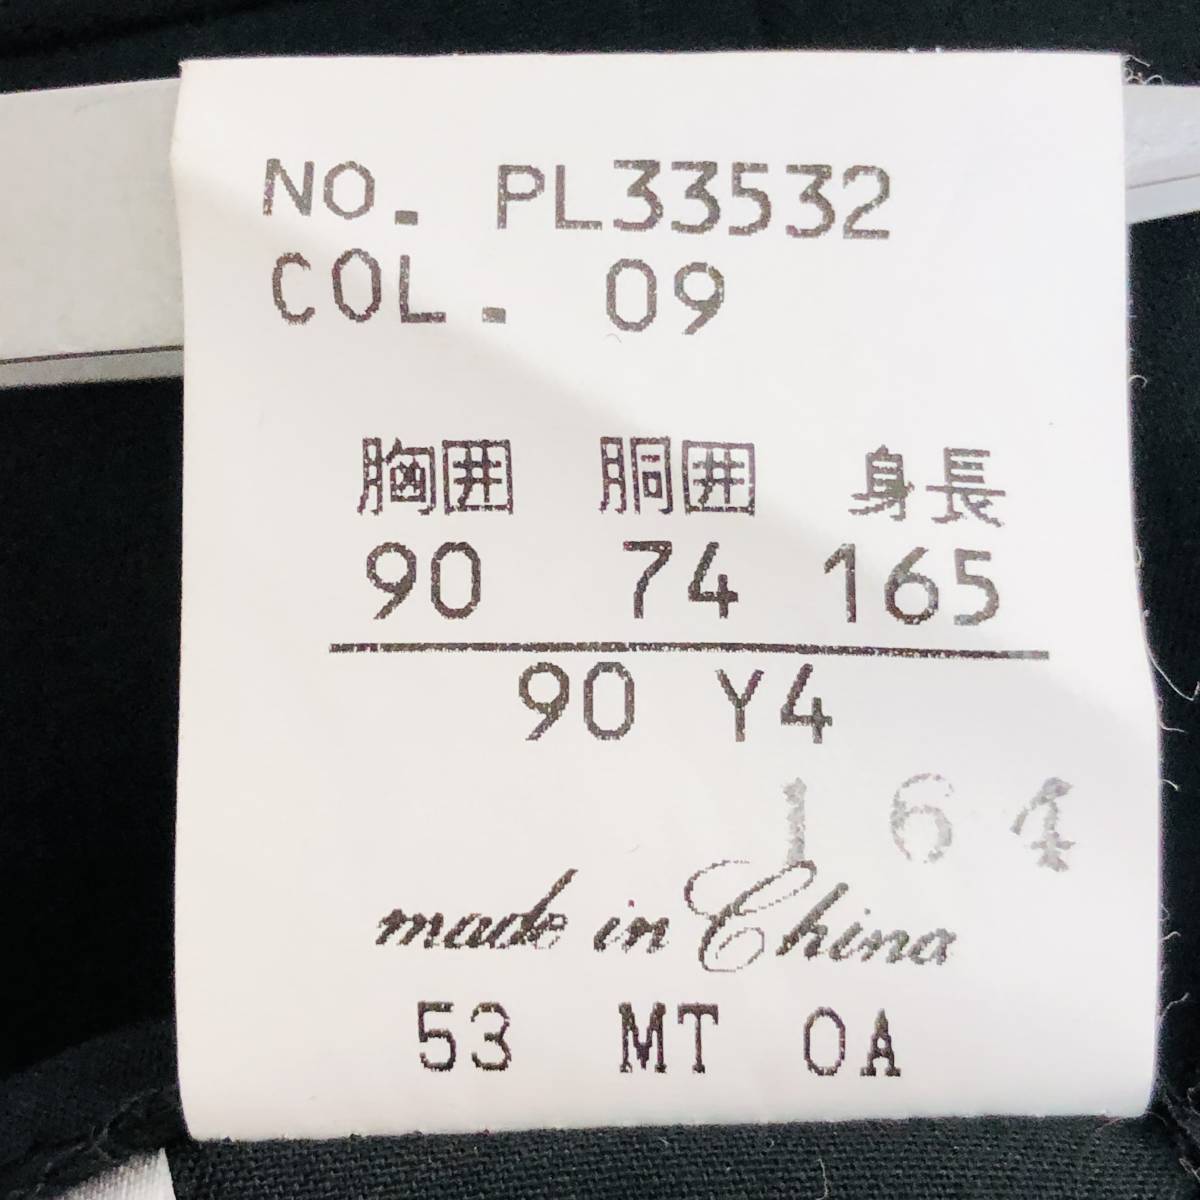 NO. PL33532
COL. 09
胸囲 胴囲 身長
90 74 165
90 Y4
164
made in China
53 MT OA